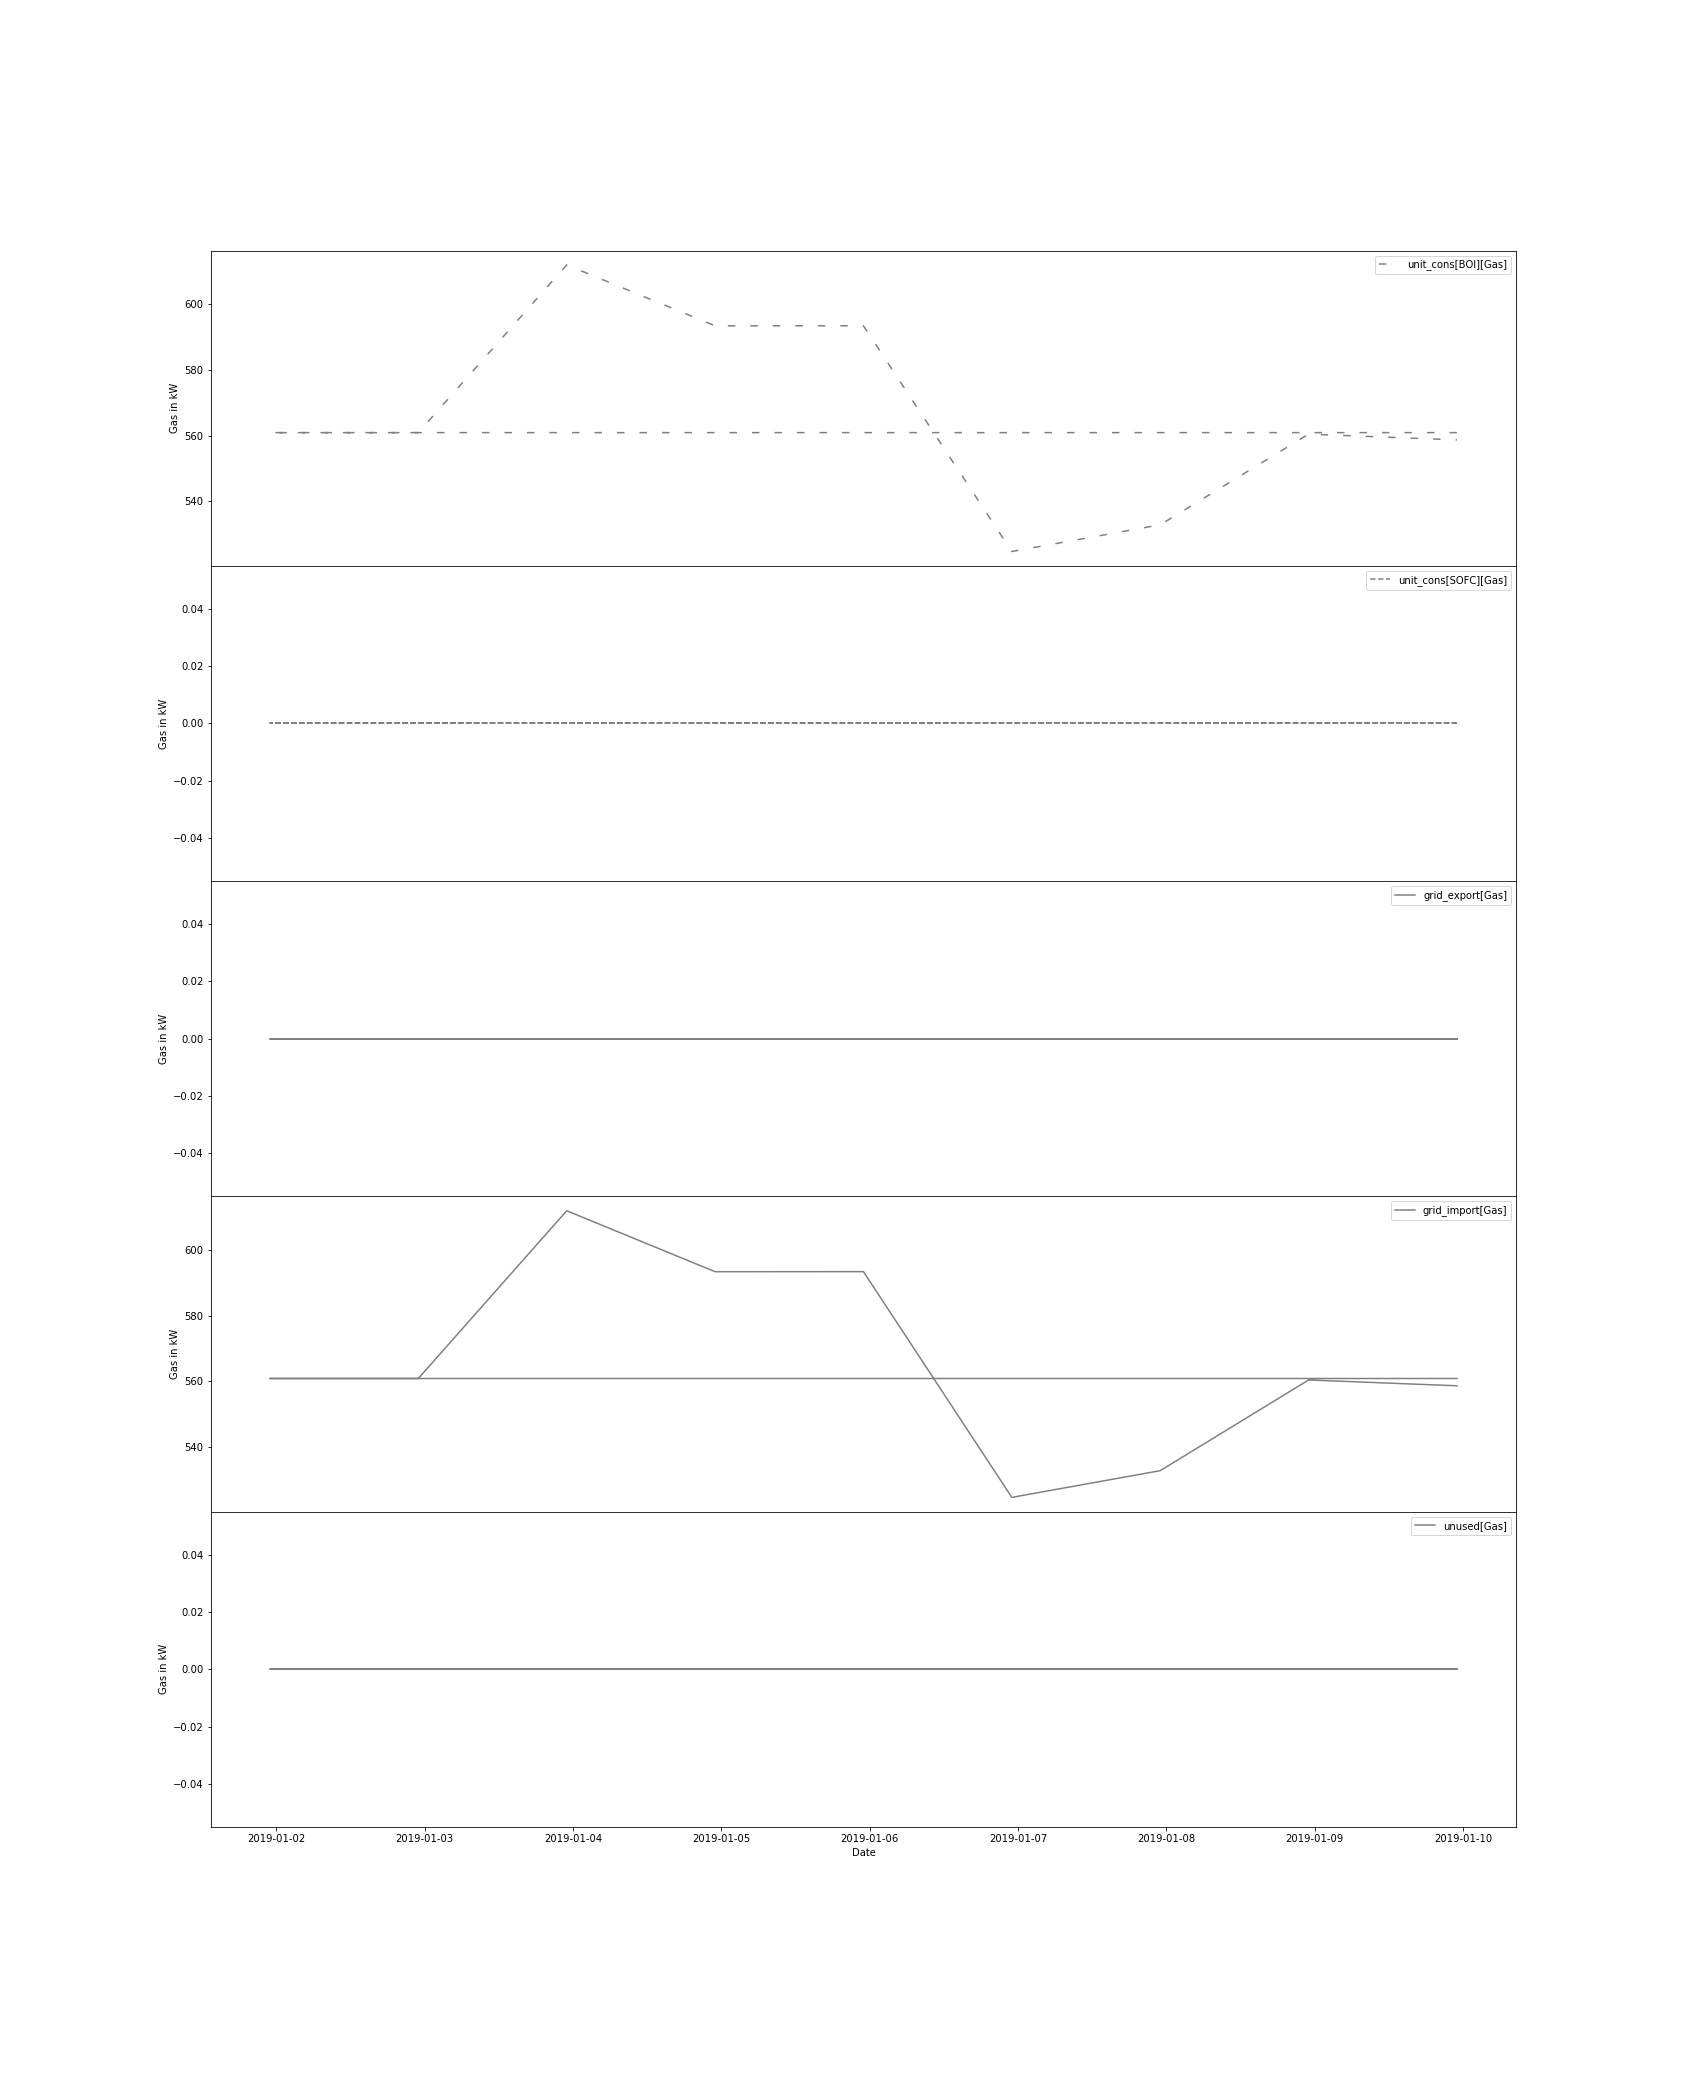 unit_cons[BOI][Gas]
600
580
560
540
Gas in kW
unit_cons[SOFC][Gas]
0.04
0.02
0.00
−0.02
−0.04
Gas in kW
grid_export[Gas]
0.04
0.02
0.00
−0.02
−0.04
Gas in kW
grid_import[Gas]
600
580
560
540
Gas in kW
unused[Gas]
0.04
0.02
0.00
−0.02
−0.04
Gas in kW
2019-01-02 2019-01-03 2019-01-04 2019-01-05 2019-01-06 2019-01-07 2019-01-08 2019-01-09 2019-01-10
Date